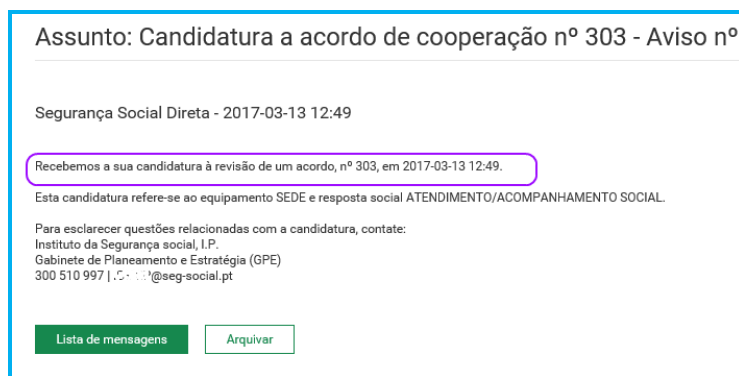 Assunto: Candidatura a acordo de cooperação nº 303 - Aviso nº
Segurança Social Direta - 2017-03-13 12:49
Recebemos a sua candidatura à revisão de um acordo, nº 303, em 2017-03-13 12:49.
Esta candidatura refere-se ao equipamento SEDE e resposta social ATENDIMENTO/ACOMPANHAMENTO SOCIAL.
Para esclarecer questões relacionadas com a candidatura, contate:
Instituto da Segurança social, I.P.
Gabinete de Planeamento e Estratégia (GPE)
300 510 997 | @seg-social.pt
Lista de mensagens
Arquivar